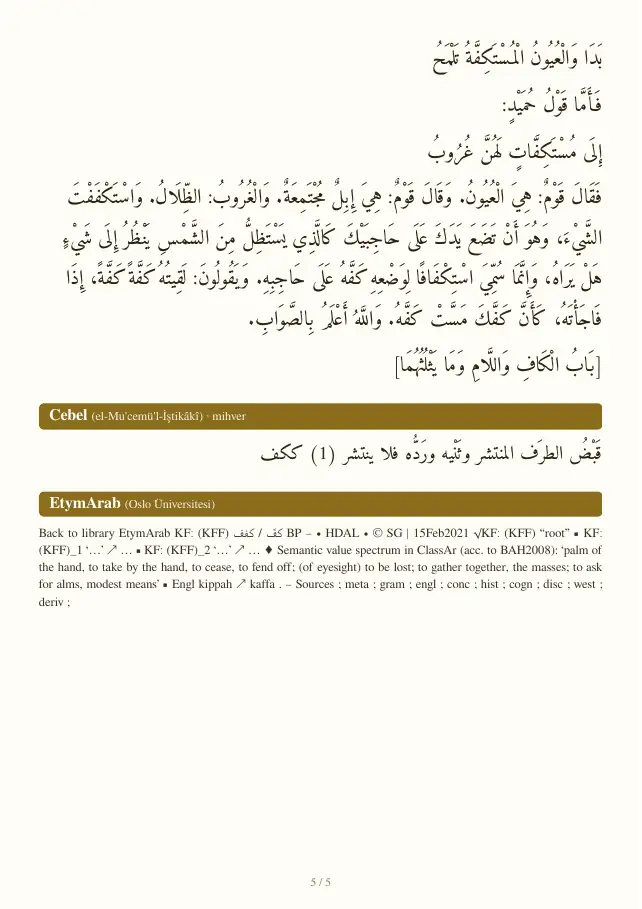 بَدَا وَالْعُيُونُ الْمُسْتَكِفَّةُ تَلْمَحُ
فَأَمَّا قَوْلُ حُمَيْدٍ:
إِلَى مُسْتَكِفَّاتٍ لَهُنَّ غُرُوبُ
فَقَالَ قَوْمٌ: هِيَ الْعُيُونُ. وَقَالَ قَوْمٌ: هِيَ إِبِلٌ مُجْتَمِعَةٌ. وَالْغُرُوبُ: الظِّلَالُ. وَاسْتَكْفَفْتَ
الشَّيْءَ، وَهُوَ أَنْ تَضَعَ يَدَكَ عَلَى حَاجِبَيْكَ كَالَّذِي يَسْتَظِلُّ مِنَ الشَّمْسِ يَنْظُرُ إِلَى شَيْءٍ
هَلْ يَرَاهُ، وَإِنَّمَا سُمِّيَ اسْتِكْفَافًا لِوَضْعِهِ كَفَّهُ عَلَى حَاجِبِهِ. وَيَقُولُونَ: لَقِيتُهُ كَفَّةً كَفَّةً، إِذَا
فَاجَأْتَهُ، كَأَنَّ كَفَّكَ مَسَّتْ كَفَّهُ. وَاللَّهُ أَعْلَمُ بِالصَّوَابِ.
[بَابُ الْكَافِ وَاللَّامِ وَمَا يَثْلُثُهُمَا]
Cebel (el-Mu'cemü'l-İştikâkî) · mihver
قَبْضُ الطرَف المنتشر وثَنْيه ورَدُّه فلا ينتشر (1) ككف
EtymArab (Oslo Üniversitesi)
Back to library EtymArab KF: (KFF) كفّ / كفف BP – • HDAL • © SG | 15Feb2021 √KF: (KFF) “root” ▪ KF:
(KFF)_1 ‘…’ ↗ … ▪ KF: (KFF)_2 ‘…’ ↗ … ♦ Semantic value spectrum in ClassAr (acc. to BAH2008): ‘palm of
the hand, to take by the hand, to cease, to fend off; (of eyesight) to be lost; to gather together, the masses; to ask
for alms, modest means’ ▪ Engl kippah ↗ kaffa . – Sources ; meta ; gram ; engl ; conc ; hist ; cogn ; disc ; west ;
deriv ;
5 / 5